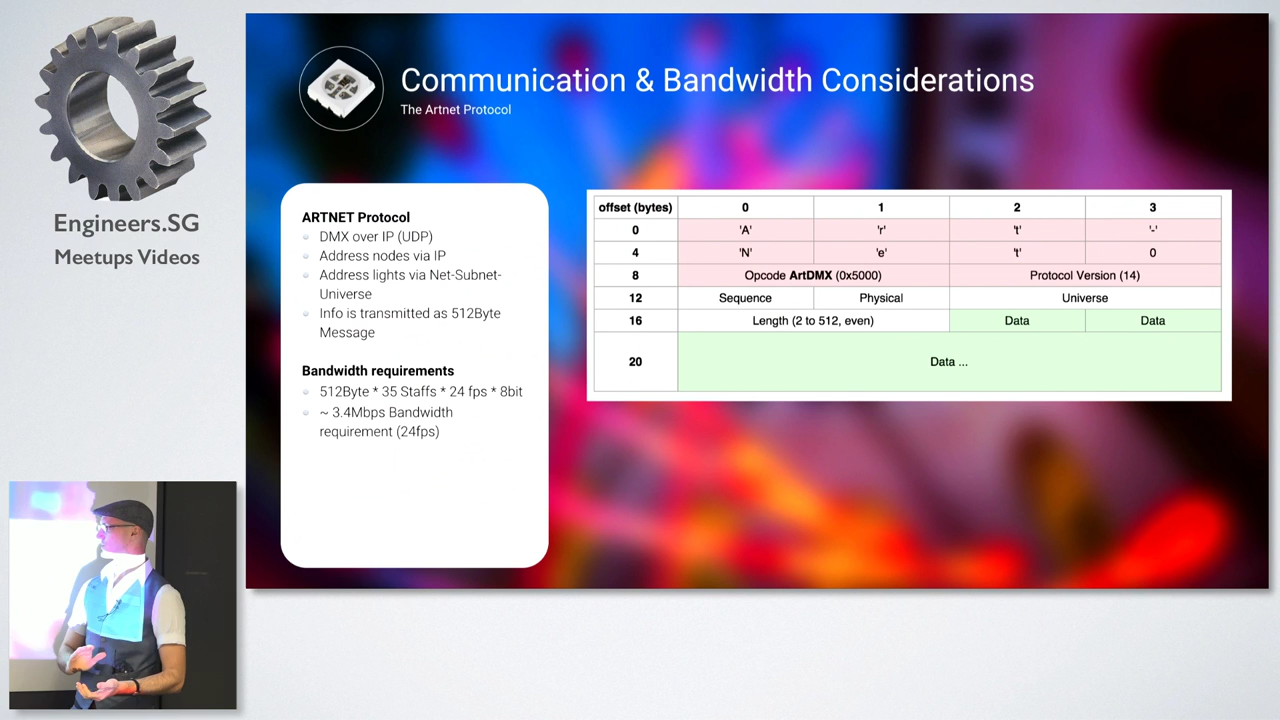 Engineers.SG
Meetups Videos
Communication & Bandwidth Considerations
The Artnet Protocol
ARTNET Protocol
DMX over IP (UDP)
Address nodes via IP
Address lights via Net-Subnet-
Universe
Info is transmitted as 512Byte
Message
Bandwidth requirements
512Byte * 35 Staffs * 24 fps * 8bit
~ 3.4Mbps Bandwidth
requirement (24fps)
offset (bytes) 0 1 2 3
0 'A' 'r' 't' '-'
4 'N' 'e' 't' 0
8 Opcode ArtDMX (0x5000) Protocol Version (14)
12 Sequence Physical Universe
16 Length (2 to 512, even) Data Data
20 Data ...